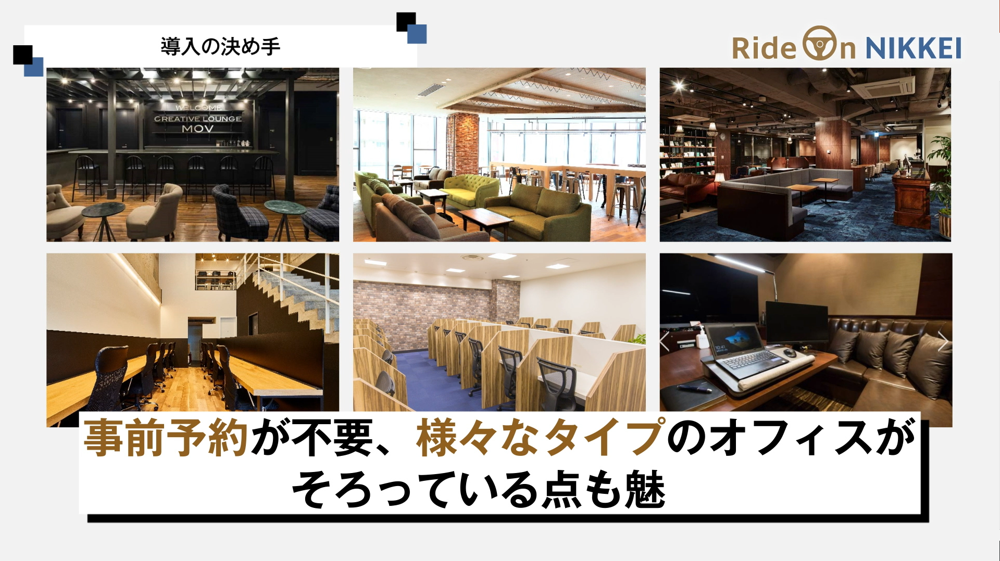 導入の決め手
Ride On NIKKEI
WELCOME
CREATIVE LOUNGE
MOV
10:41
事前予約が不要、様々なタイプのオフィスが
そろっている点も魅